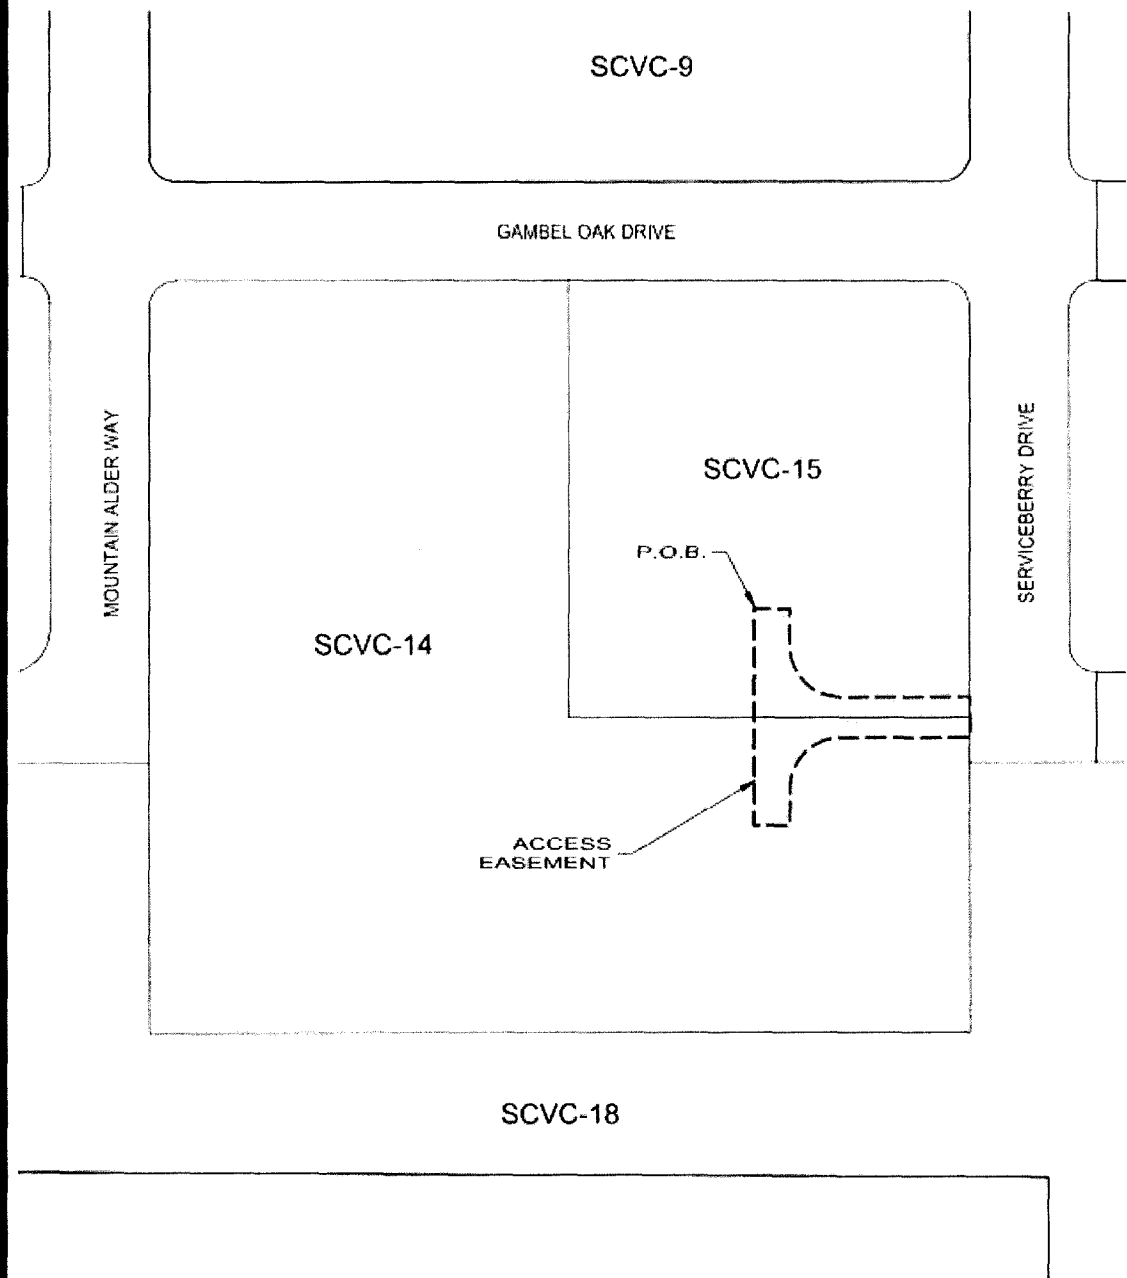 SCVC-9
GAMBEL OAK DRIVE
MOUNTAIN ALDER WAY
SERVICEBERRY DRIVE
SCVC-15
P.O.B.
SCVC-14
ACCESS
EASEMENT
SCVC-18